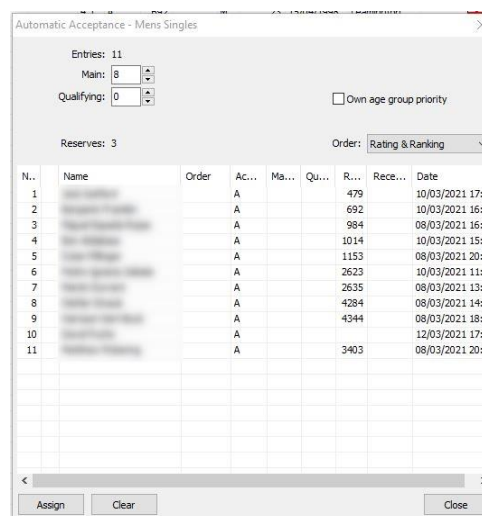 Automatic Acceptance - Mens Singles
Entries: 11
Main: 8
Qualifying: 0
Own age group priority
Reserves: 3
Order: Rating & Ranking
N.. Name Order Ac... Ma... Qu... R... Rece... Date
1 A 479 10/03/2021 17:
2 A 692 10/03/2021 16:
3 A 984 08/03/2021 16:
4 A 1014 10/03/2021 15:
5 A 1153 08/03/2021 20:
6 A 2623 10/03/2021 11:
7 A 2635 08/03/2021 13:
8 A 4284 08/03/2021 14:
9 A 4344 08/03/2021 18:
10 A 12/03/2021 17:
11 A 3403 08/03/2021 20:
Assign Clear Close